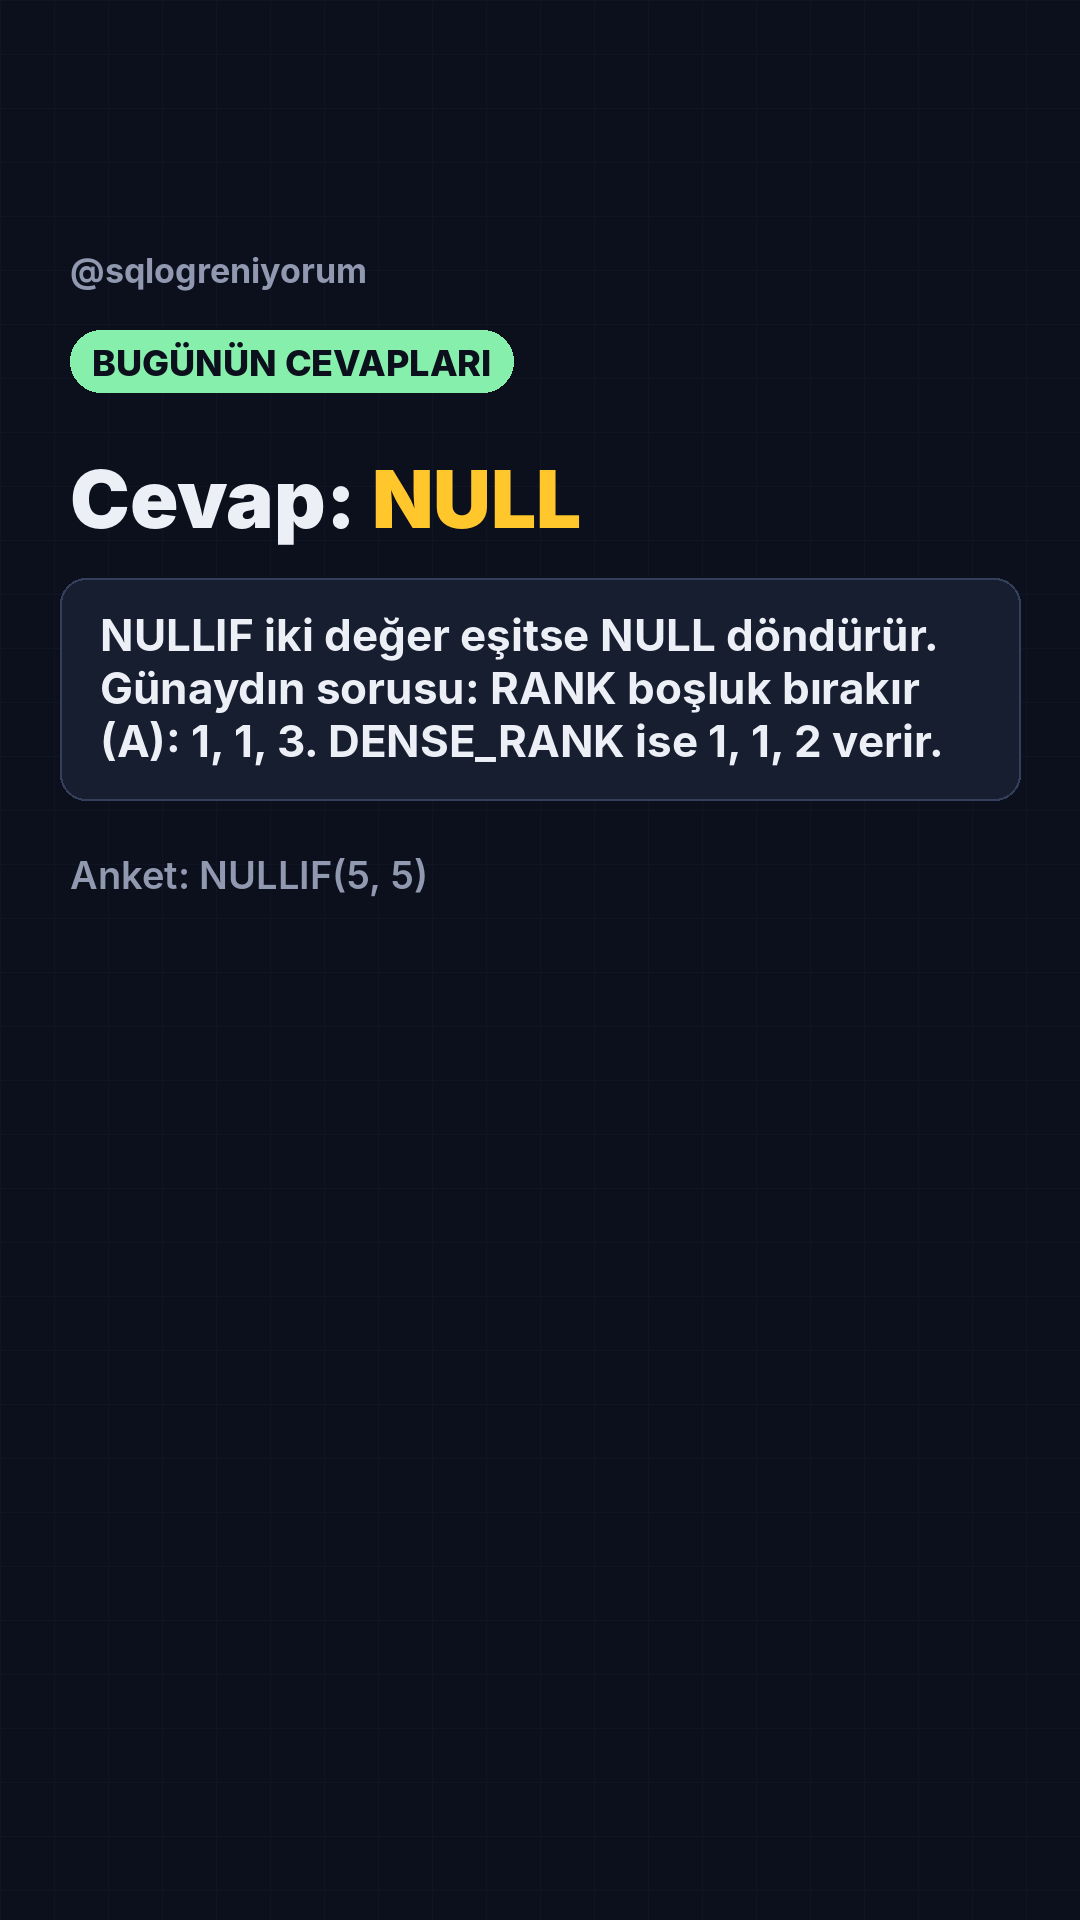 @sqlogreniyorum
BUGÜNÜN CEVAPLARI
Cevap: NULL
NULLIF iki değer eşitse NULL döndürür.
Günaydın sorusu: RANK boşluk bırakır
(A): 1, 1, 3. DENSE_RANK ise 1, 1, 2 verir.
Anket: NULLIF(5, 5)